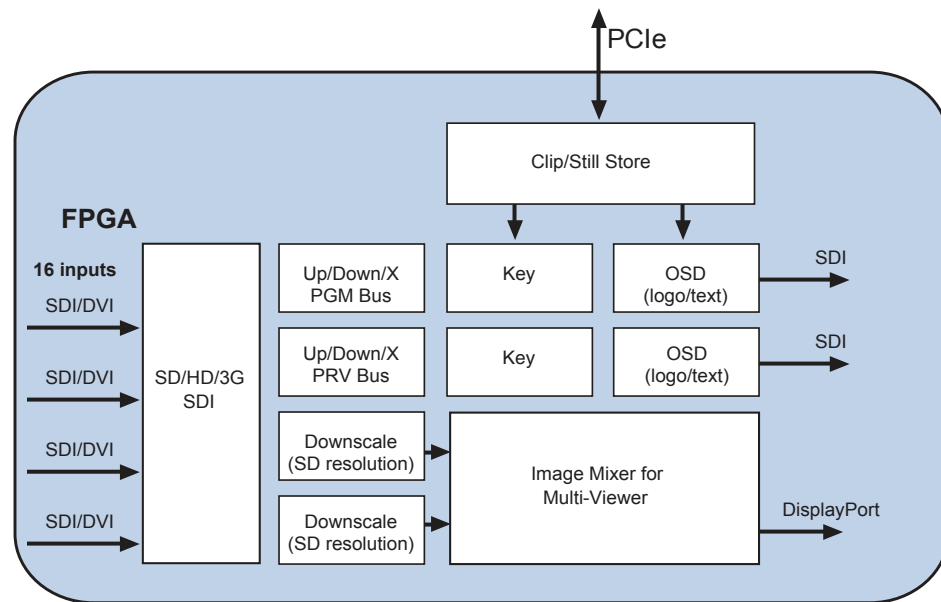 PCIe
Clip/Still Store
FPGA
16 inputs
SDI/DVI
SDI/DVI
SDI/DVI
SDI/DVI
SD/HD/3G
SDI
Up/Down/X
PGM Bus
Key
OSD
(logo/text)
SDI
Up/Down/X
PRV Bus
Key
OSD
(logo/text)
SDI
Downscale
(SD resolution)
Downscale
(SD resolution)
Image Mixer for
Multi-Viewer
DisplayPort